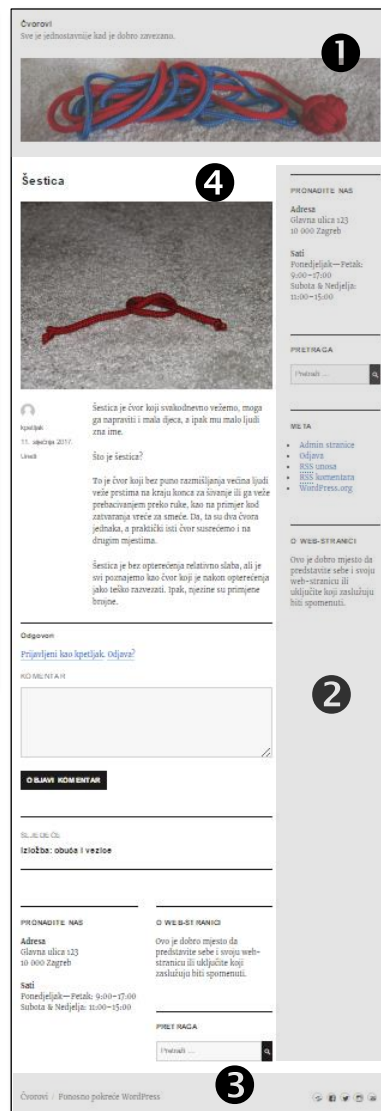 Čvorovi
Sve je jednostavnije kad je dobro zavezano.
1
Šestica
4
kpetljak
11. siječnja 2017.
Uredi
Šestica je čvor koji svakodnevno vežemo, moga
ga napraviti i mala djeca, a ipak mu malo ljudi
zna ime.
Što je šestica?
To je čvor koji bez puno razmišljanja većina ljudi
veže prstima na kraju konca za šivanje ili ga veže
prebacivanjem preko ruke, kao na primjer kod
zatvaranja vreće za smeće. Da, ta su dva čvora
jednaka, a praktički isti čvor susrećemo i na
drugim mjestima.
Šestica je bez opterećenja relativno slaba, ali je
svi poznajemo kao čvor koji je nakon opterećenja
jako teško razvezati. Ipak, njezine su primjene
brojne.
Odgovori
Prijavljeni kao kpetljak. Odjava?
KOMENTAR
OBJAVI KOMENTAR
SLJEDEĆE
Izložba: obuća i vezice
PRONAĐITE NAS
Adresa
Glavna ulica 123
10 000 Zagreb
Sati
Ponedjeljak—Petak: 9:00–17:00
Subota & Nedjelja: 11:00–15:00
O WEB-STRANICI
Ovo je dobro mjesto da
predstavite sebe i svoju web-
stranicu ili uključite koji
zaslužuju biti spomenuti.
PRETRAGA
Pretraži …
PRONAĐITE NAS
Adresa
Glavna ulica 123
10 000 Zagreb
Sati
Ponedjeljak—Petak:
9:00–17:00
Subota & Nedjelja:
11:00–15:00
PRETRAGA
Pretraži …
META
Admin stranice
Odjava
RSS unosa
RSS komentara
WordPress.org
O WEB-STRANICI
Ovo je dobro mjesto da
predstavite sebe i svoju
web-stranicu ili
uključite koji zaslužuju
biti spomenuti.
2
3
Čvorovi / Ponosno pokreće WordPress